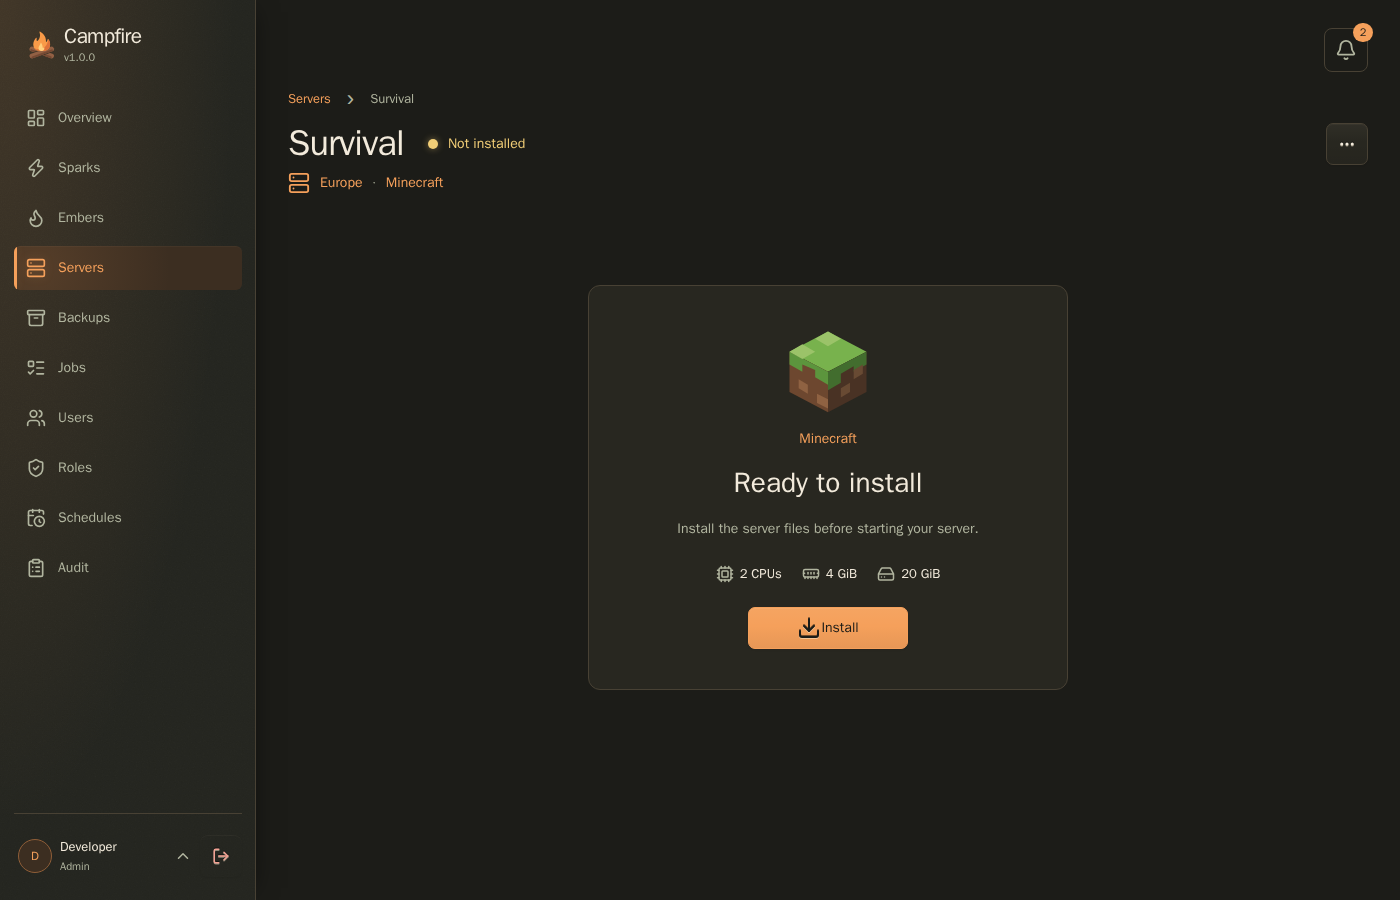 Campfire
v1.0.0
Overview
Sparks
Embers
Servers
Backups
Jobs
Users
Roles
Schedules
Audit
D
Developer
Admin
2
Servers
Survival
Survival
Not installed
Europe · Minecraft
Minecraft
Ready to install
Install the server files before starting your server.
2 CPUs 4 GiB 20 GiB
Install